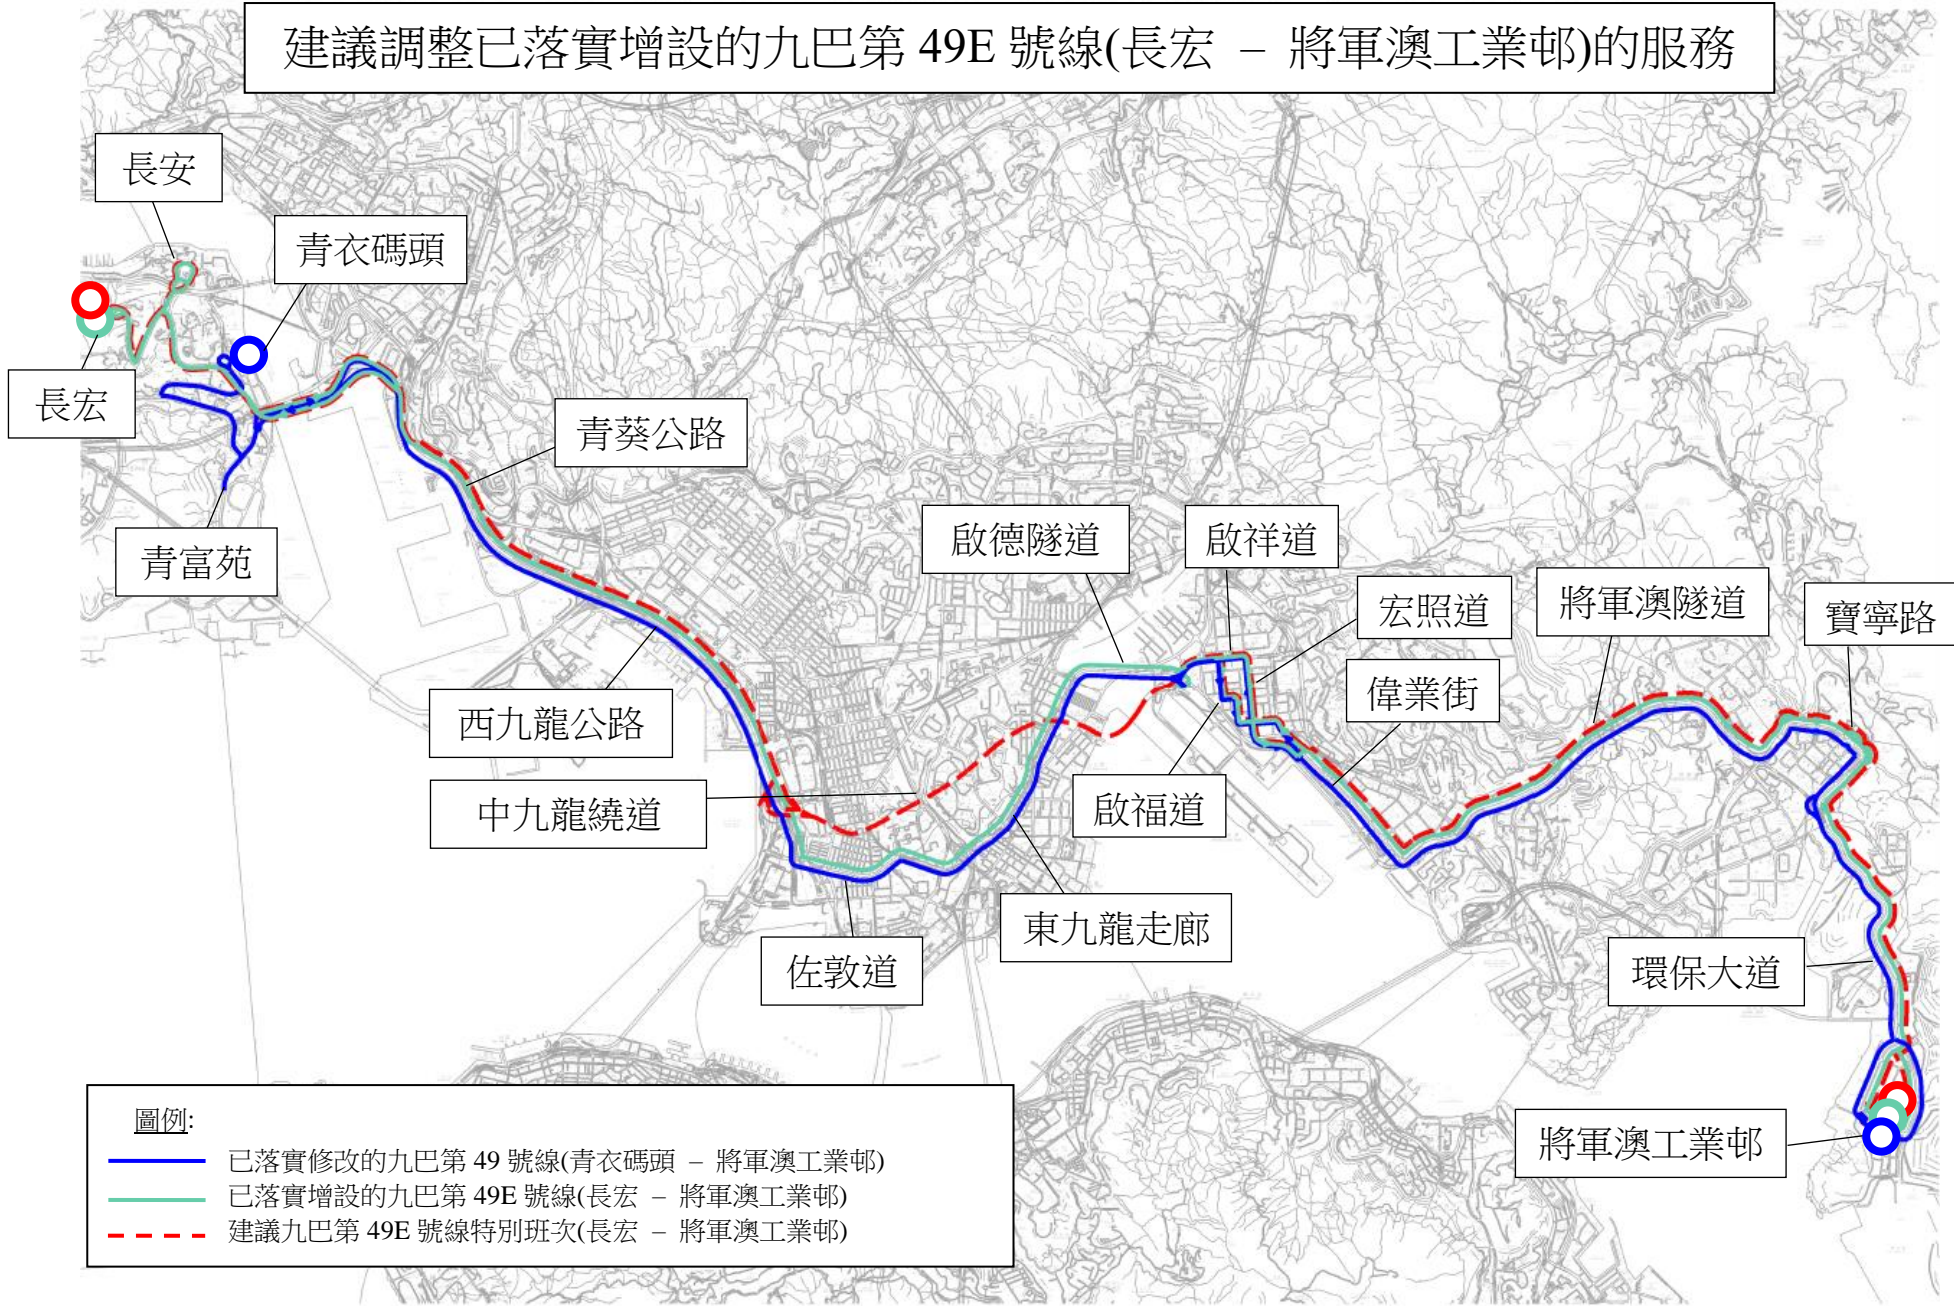 建議調整已落實增設的九巴第 49E 號線(長宏 – 將軍澳工業邨)的服務
長安
青衣碼頭
長宏
青葵公路
青富苑
啟德隧道
啟祥道
宏照道
將軍澳隧道
寶寧路
偉業街
西九龍公路
中九龍繞道
啟福道
東九龍走廊
佐敦道
環保大道
將軍澳工業邨
圖例:
已落實修改的九巴第 49 號線(青衣碼頭 – 將軍澳工業邨)
已落實增設的九巴第 49E 號線(長宏 – 將軍澳工業邨)
建議九巴第 49E 號線特別班次(長宏 – 將軍澳工業邨)